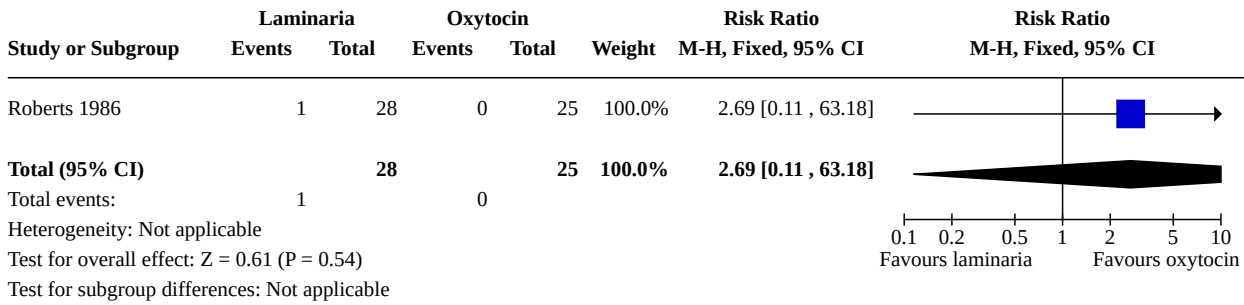 Laminaria Oxytocin Risk Ratio Risk Ratio
Study or Subgroup Events Total Events Total Weight M-H, Fixed, 95% CI M-H, Fixed, 95% CI
Roberts 1986 1 28 0 25 100.0% 2.69 [0.11 , 63.18]
Total (95% CI) 28 25 100.0% 2.69 [0.11 , 63.18]
Total events: 1 0
Heterogeneity: Not applicable
0.1 0.2 0.5 1 2 5 10
Test for overall effect: Z = 0.61 (P = 0.54) Favours laminaria Favours oxytocin
Test for subgroup differences: Not applicable